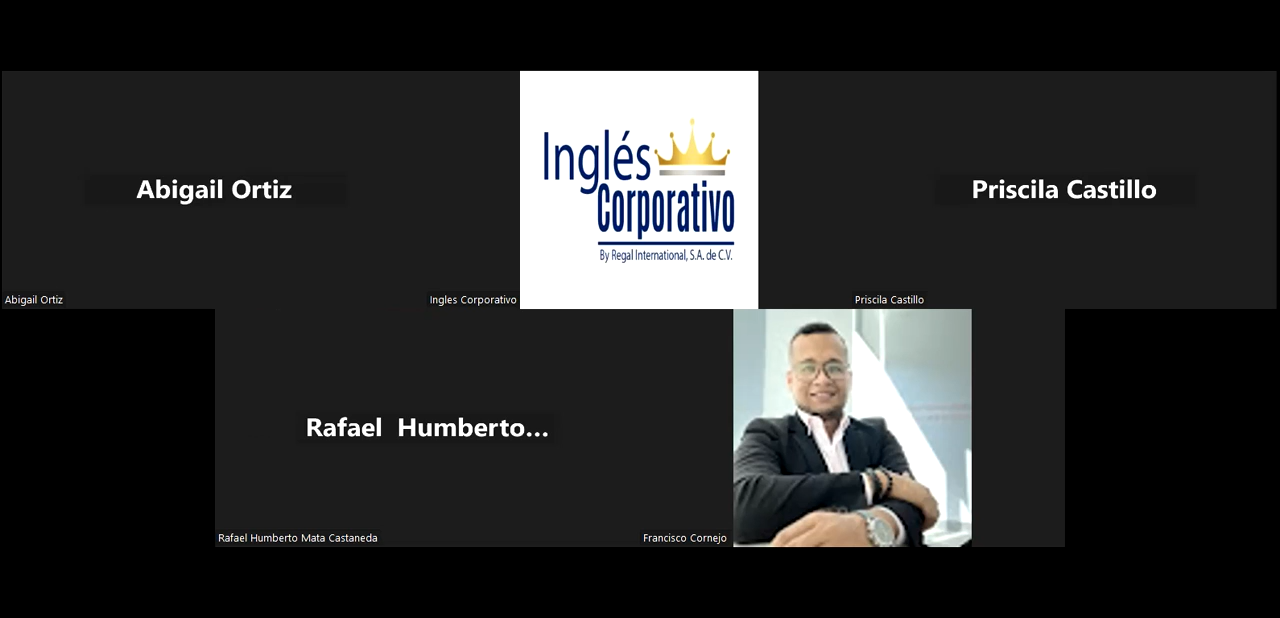 Abigail Ortiz
Abigail Ortiz
Inglés
Corporativo
By Regal International, S.A. de C.V.
Ingles Corporativo
Priscila Castillo
Priscila Castillo
Rafael Humberto...
Rafael Humberto Mata Castaneda
Francisco Cornejo